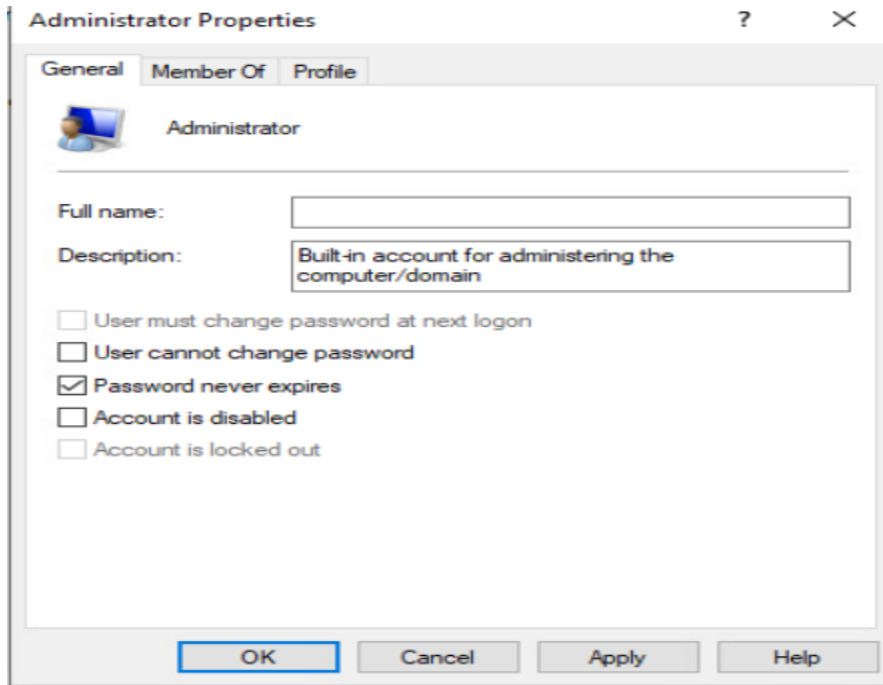 Administrator Properties
?
General Member Of Profile
Administrator
Full name:
Description: Built-in account for administering the
computer/domain
User must change password at next logon
User cannot change password
Password never expires
Account is disabled
Account is locked out
OK Cancel Apply Help